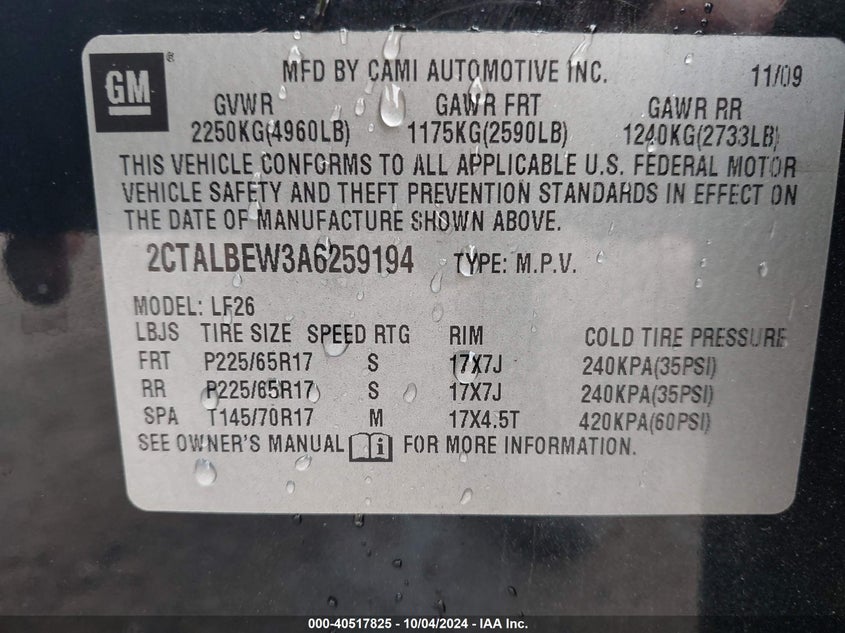 GM ®
MFD BY CAMI AUTOMOTIVE INC. 11/09
GVWR GAWR FRT GAWR RR
2250KG(4960LB) 1175KG(2590LB) 1240KG(2733LB)
THIS VEHICLE CONFORMS TO ALL APPLICABLE U.S. FEDERAL MOTOR
VEHICLE SAFETY AND THEFT PREVENTION STANDARDS IN EFFECT ON
THE DATE OF MANUFACTURE SHOWN ABOVE.
2CTALBEW3A6259194 TYPE: M.P.V.
MODEL: LF26
LBJS TIRE SIZE SPEED RTG RIM COLD TIRE PRESSURE
FRT P225/65R17 S 17X7J 240KPA(35PSI)
RR P225/65R17 S 17X7J 240KPA(35PSI)
SPA T145/70R17 M 17X4.5T 420KPA(60PSI)
SEE OWNER'S MANUAL i FOR MORE INFORMATION.
000-40517825 - 10/04/2024 - IAA Inc.